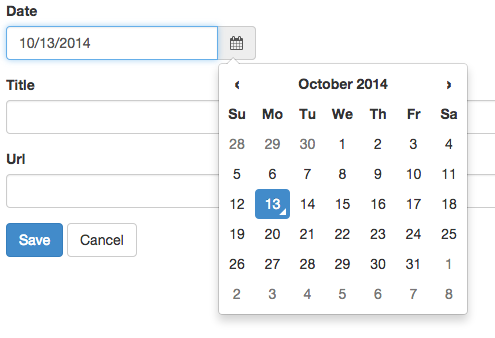 Date
10/13/2014
‹ October 2014 ›
Su Mo Tu We Th Fr Sa
28 29 30 1 2 3 4
5 6 7 8 9 10 11
12 13 14 15 16 17 18
19 20 21 22 23 24 25
26 27 28 29 30 31 1
2 3 4 5 6 7 8
Title
Url
Save Cancel